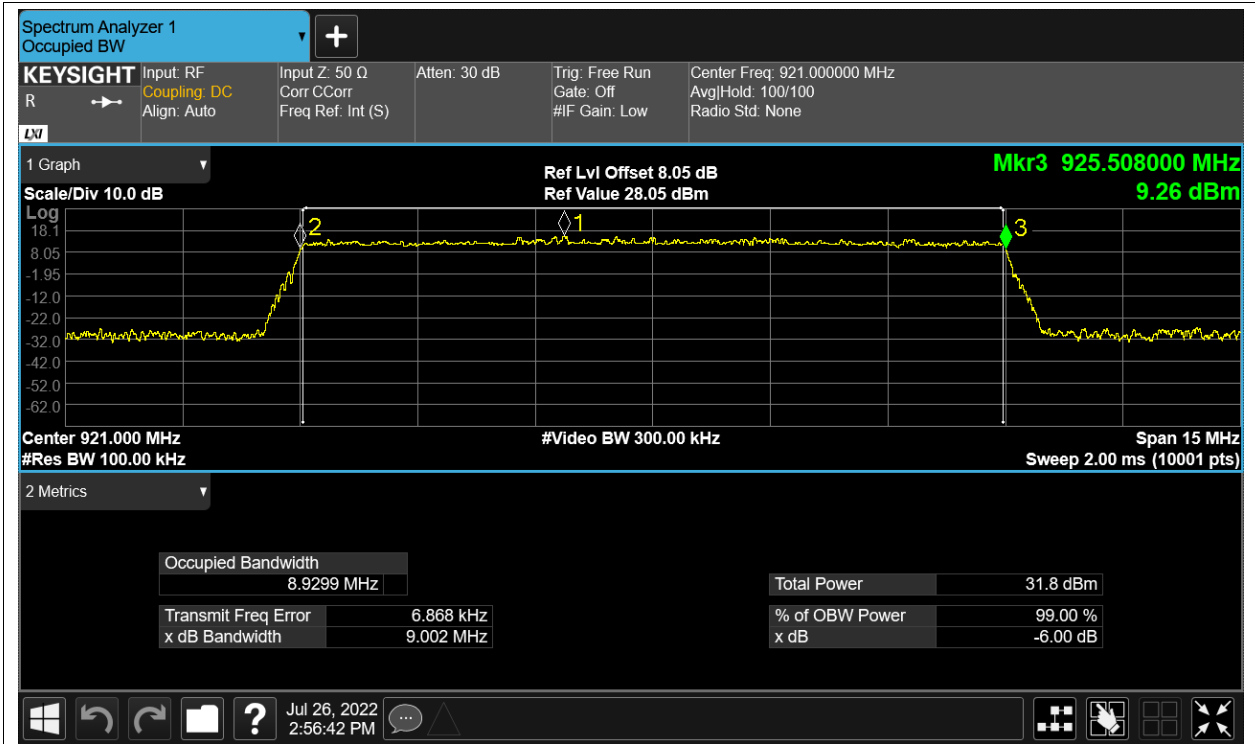 Spectrum Analyzer 1
Occupied BW
KEYSIGHT
R
LXI
Input: RF
Coupling: DC
Align: Auto
Input Z: 50 Ω
Corr CCorr
Freq Ref: Int (S)
Atten: 30 dB
Trig: Free Run
Gate: Off
#IF Gain: Low
Center Freq: 921.000000 MHz
Avg|Hold: 100/100
Radio Std: None
1 Graph
Scale/Div 10.0 dB
Ref Lvl Offset 8.05 dB
Ref Value 28.05 dBm
Mkr3 925.508000 MHz
9.26 dBm
Log
18.1
8.05
-1.95
-12.0
-22.0
-32.0
-42.0
-52.0
-62.0
2
1
3
Center 921.000 MHz
#Res BW 100.00 kHz
#Video BW 300.00 kHz
Span 15 MHz
Sweep 2.00 ms (10001 pts)
2 Metrics
Occupied Bandwidth
8.9299 MHz
Transmit Freq Error 6.868 kHz
x dB Bandwidth 9.002 MHz
Total Power 31.8 dBm
% of OBW Power 99.00 %
x dB -6.00 dB
?
Jul 26, 2022
2:56:42 PM